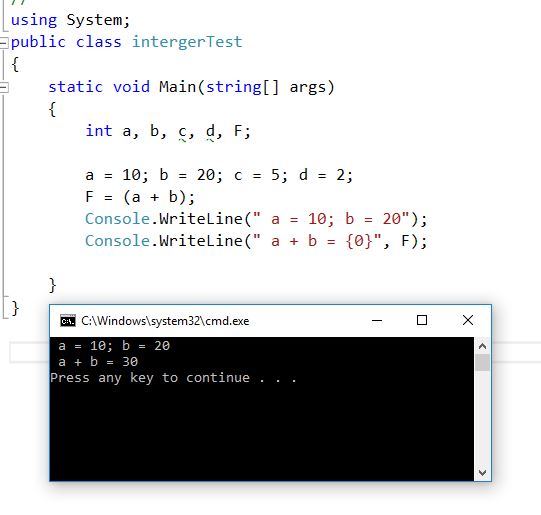 //
using System;
public class intergerTest
{
static void Main(string[] args)
{
int a, b, c, d, F;
a = 10; b = 20; c = 5; d = 2;
F = (a + b);
Console.WriteLine(" a = 10; b = 20");
Console.WriteLine(" a + b = {0}", F);
}
}
C:\Windows\system32\cmd.exe
a = 10; b = 20
a + b = 30
Press any key to continue . . .